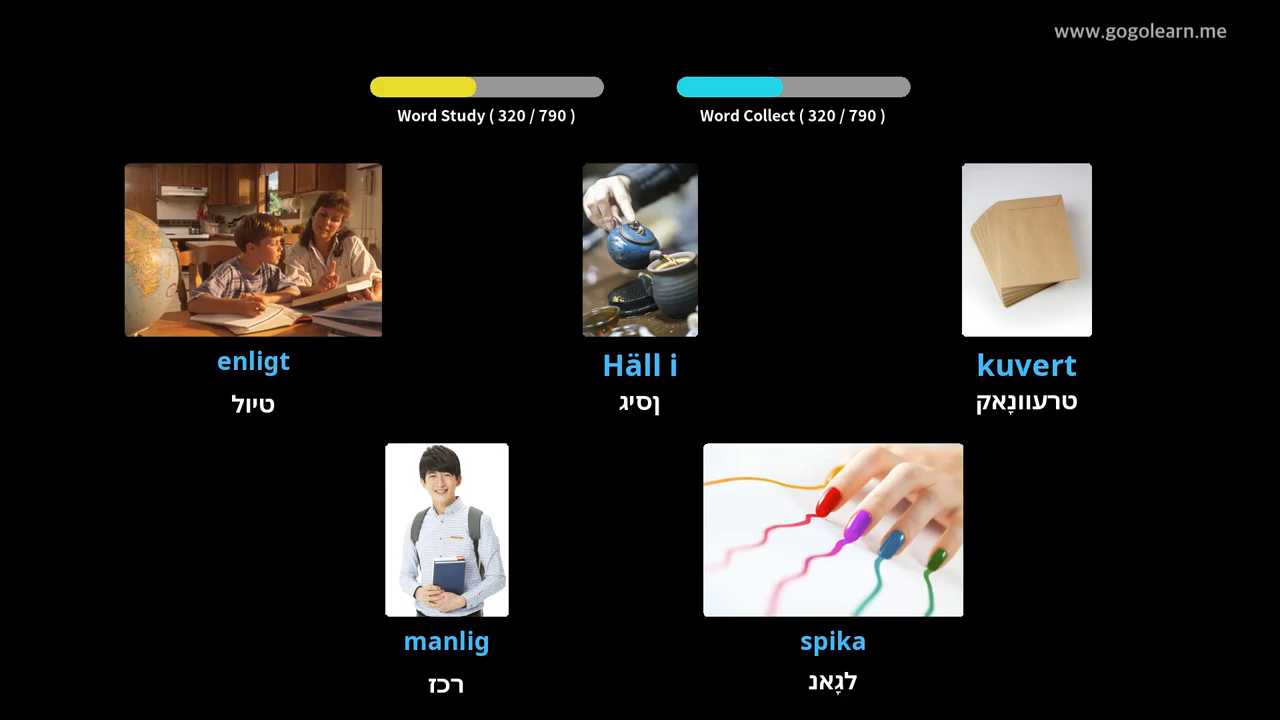 www.gogolearn.me
Word Study ( 320 / 790 )
Word Collect ( 320 / 790 )
enligt
Häll i
kuvert
טיול
ןסיג
טרעוונָאק
manlig
spika
רכז
לגָאנ